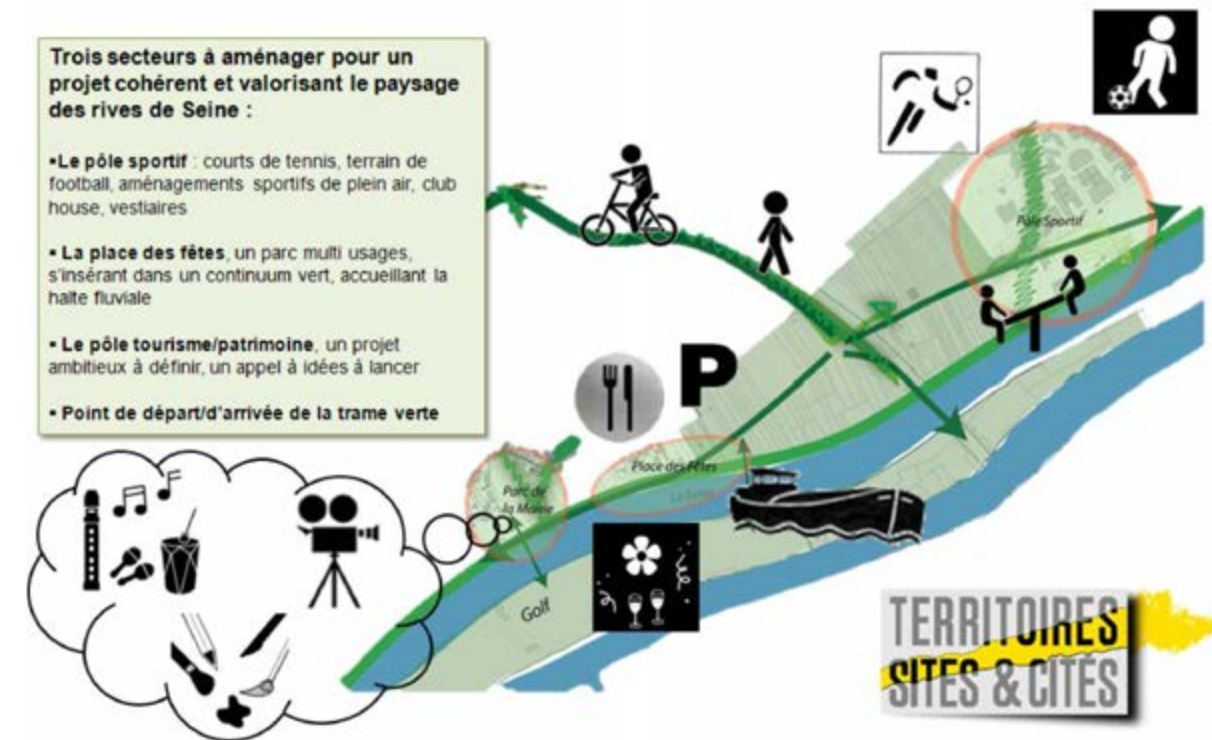 Trois secteurs à aménager pour un
projet cohérent et valorisant le paysage
des rives de Seine :
▪Le pôle sportif : courts de tennis, terrain de
football, aménagements sportifs de plein air, club
house, vestiaires
▪ La place des fêtes, un parc multi usages,
s'insérant dans un continuum vert, accueillant la
halte fluviale
▪ Le pôle tourisme/patrimoine, un projet
ambitieux à définir, un appel à idées à lancer
▪ Point de départ/d'arrivée de la trame verte
Pôle Sportif
P
Place des Fêtes
La Seine
Parc de
la Mairie
Golf
TERRITOIRES
SITES & CITÉS